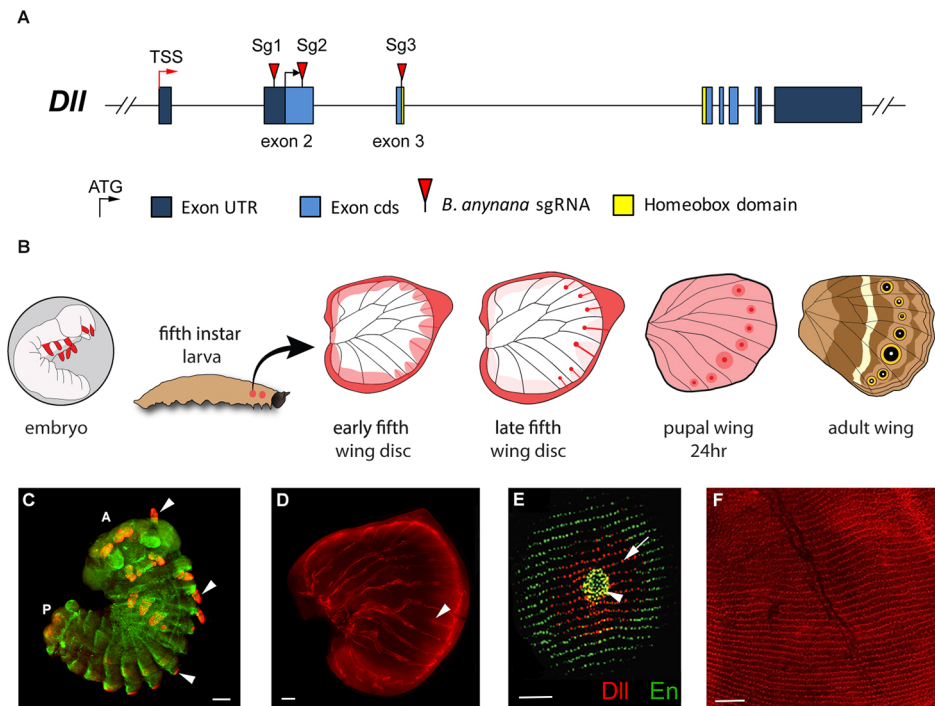 A
TSS
Sg1
Sg2
Sg3
Dll
exon 2
exon 3
ATG
Exon UTR
Exon cds
B. anynana sgRNA
Homeobox domain
B
fifth instar
larva
embryo
early fifth
wing disc
late fifth
wing disc
pupal wing
24hr
adult wing
C
A
P
D
E
Dll
En
F